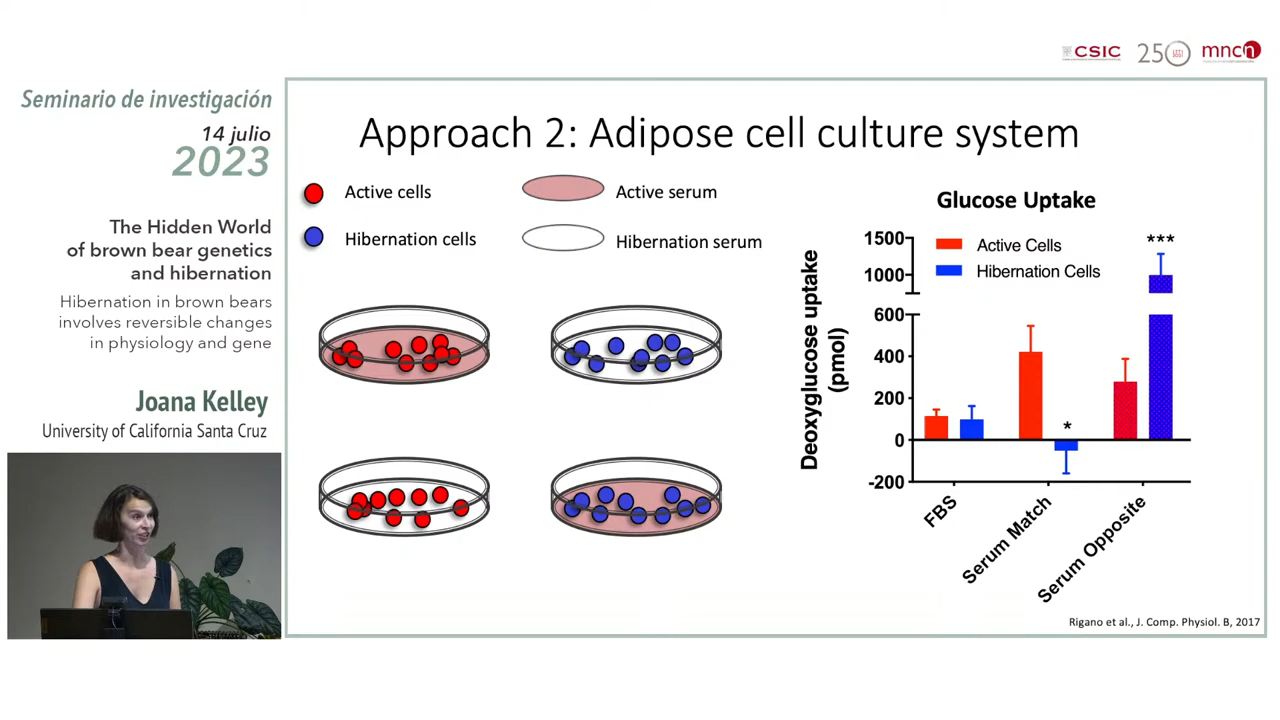 CSIC
250
mncn
Seminario de investigación
14 julio
2023
The Hidden World
of brown bear genetics
and hibernation
Hibernation in brown bears
involves reversible changes
in physiology and gene
Joana Kelley
University of California Santa Cruz
Approach 2: Adipose cell culture system
Active cells
Active serum
Hibernation cells
Hibernation serum
Glucose Uptake
Active Cells
Hibernation Cells
Deoxyglucose uptake
(pmol)
1500
1000
600
400
200
0
-200
*
***
FBS
Serum Match
Serum Opposite
Rigano et al., J. Comp. Physiol. B, 2017